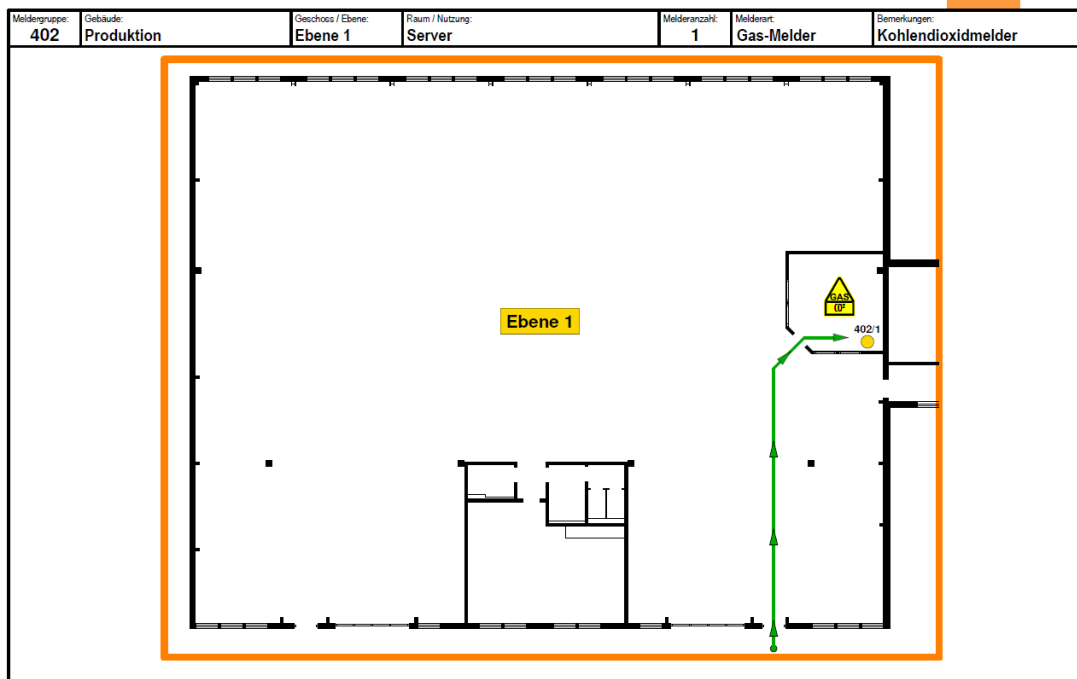 Meldergruppe: Gebäude: Geschoss / Ebene: Raum / Nutzung: Melderanzahl: Melderart: Bemerkungen:
402 Produktion Ebene 1 Server 1 Gas-Melder Kohlendioxidmelder
GAS
402/1
Ebene 1